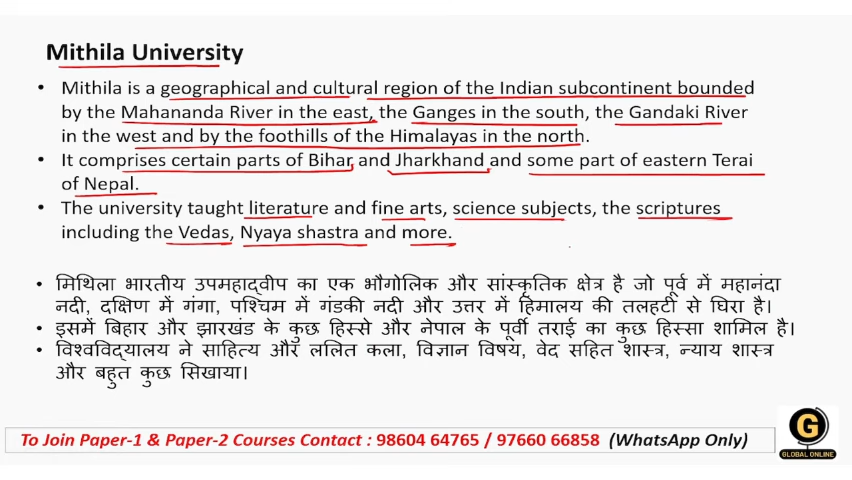 Mithila University
• Mithila is a geographical and cultural region of the Indian subcontinent bounded
by the Mahananda River in the east, the Ganges in the south, the Gandaki River
in the west and by the foothills of the Himalayas in the north.
• It comprises certain parts of Bihar and Jharkhand and some part of eastern Terai
of Nepal.
• The university taught literature and fine arts, science subjects, the scriptures
including the Vedas, Nyaya shastra and more.
• मिथिला भारतीय उपमहाद्वीप का एक भौगोलिक और सांस्कृतिक क्षेत्र है जो पूर्व में महानंदा
नदी, दक्षिण में गंगा, पश्चिम में गंडकी नदी और उत्तर में हिमालय की तलहटी से घिरा है।
• इसमें बिहार और झारखंड के कुछ हिस्से और नेपाल के पूर्वी तराई का कुछ हिस्सा शामिल है।
• विश्वविद्यालय ने साहित्य और ललित कला, विज्ञान विषय, वेद सहित शास्त्र, न्याय शास्त्र
और बहुत कुछ सिखाया।
To Join Paper-1 & Paper-2 Courses Contact : 98604 64765 / 97660 66858 (WhatsApp Only)
G
GLOBAL ONLINE